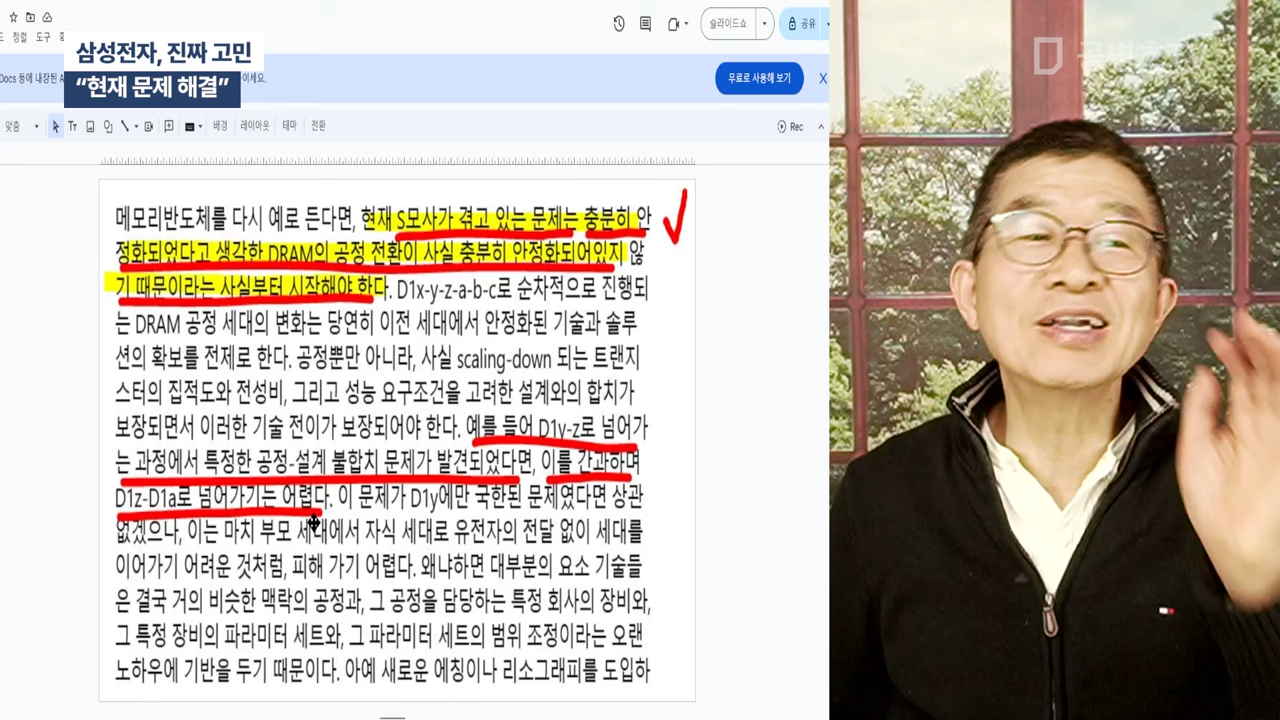 정렬 도구
삼성전자, 진짜 고민
“현재 문제 해결”
Docs 등에 내장된
무료로 사용해 보기
X
슬라이드쇼
공유
맞춤
배경
레이아웃
테마
전환
Rec
메모리반도체를 다시 예로 든다면, 현재 S모사가 겪고 있는 문제는 충분히 안
정화되었다고 생각한 DRAM의 공정 전환이 사실 충분히 안정화되어있지 않
기 때문이라는 사실부터 시작해야 한다. D1x-y-z-a-b-c로 순차적으로 진행되
는 DRAM 공정 세대의 변화는 당연히 이전 세대에서 안정화된 기술과 솔루
션의 확보를 전제로 한다. 공정뿐만 아니라, 사실 scaling-down 되는 트랜지
스터의 집적도와 전성비, 그리고 성능 요구조건을 고려한 설계와의 합치가
보장되면서 이러한 기술 전이가 보장되어야 한다. 예를 들어 D1y-z로 넘어가
는 과정에서 특정한 공정-설계 불합치 문제가 발견되었다면, 이를 간과하면
D1z-D1a로 넘어가기는 어렵다. 이 문제가 D1y에만 국한된 문제였다면 상관
없겠으나, 이는 마치 부모 세대에서 자식 세대로 유전자의 전달 없이 세대를
이어가기 어려운 것처럼, 피해 가기 어렵다. 왜냐하면 대부분의 요소 기술들
은 결국 거의 비슷한 맥락의 공정과, 그 공정을 담당하는 특정 회사의 장비와,
그 특정 장비의 파라미터 세트와, 그 파라미터 세트의 범위 조정이라는 오랜
노하우에 기반을 두기 때문이다. 아예 새로운 에칭이나 리소그래피를 도입하
공병호TV